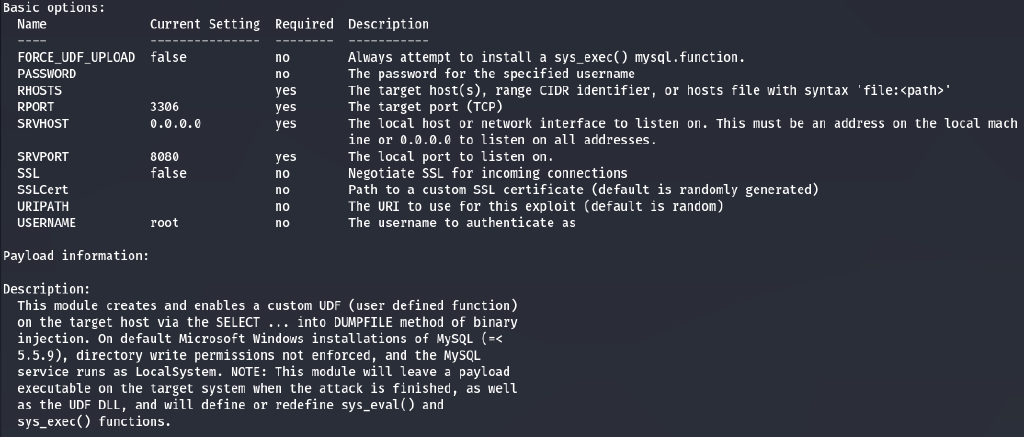 Basic options:
Name Current Setting Required Description
---- --------------- -------- -----------
FORCE_UDF_UPLOAD false no Always attempt to install a sys_exec() mysql.function.
PASSWORD no The password for the specified username
RHOSTS yes The target host(s), range CIDR identifier, or hosts file with syntax 'file:<path>'
RPORT 3306 yes The target port (TCP)
SRVHOST 0.0.0.0 yes The local host or network interface to listen on. This must be an address on the local mach
ine or 0.0.0.0 to listen on all addresses.
SRVPORT 8080 yes The local port to listen on.
SSL false no Negotiate SSL for incoming connections
SSLCert no Path to a custom SSL certificate (default is randomly generated)
URIPATH no The URI to use for this exploit (default is random)
USERNAME root no The username to authenticate as
Payload information:
Description:
This module creates and enables a custom UDF (user defined function)
on the target host via the SELECT ... into DUMPFILE method of binary
injection. On default Microsoft Windows installations of MySQL (=<
5.5.9), directory write permissions not enforced, and the MySQL
service runs as LocalSystem. NOTE: This module will leave a payload
executable on the target system when the attack is finished, as well
as the UDF DLL, and will define or redefine sys_eval() and
sys_exec() functions.